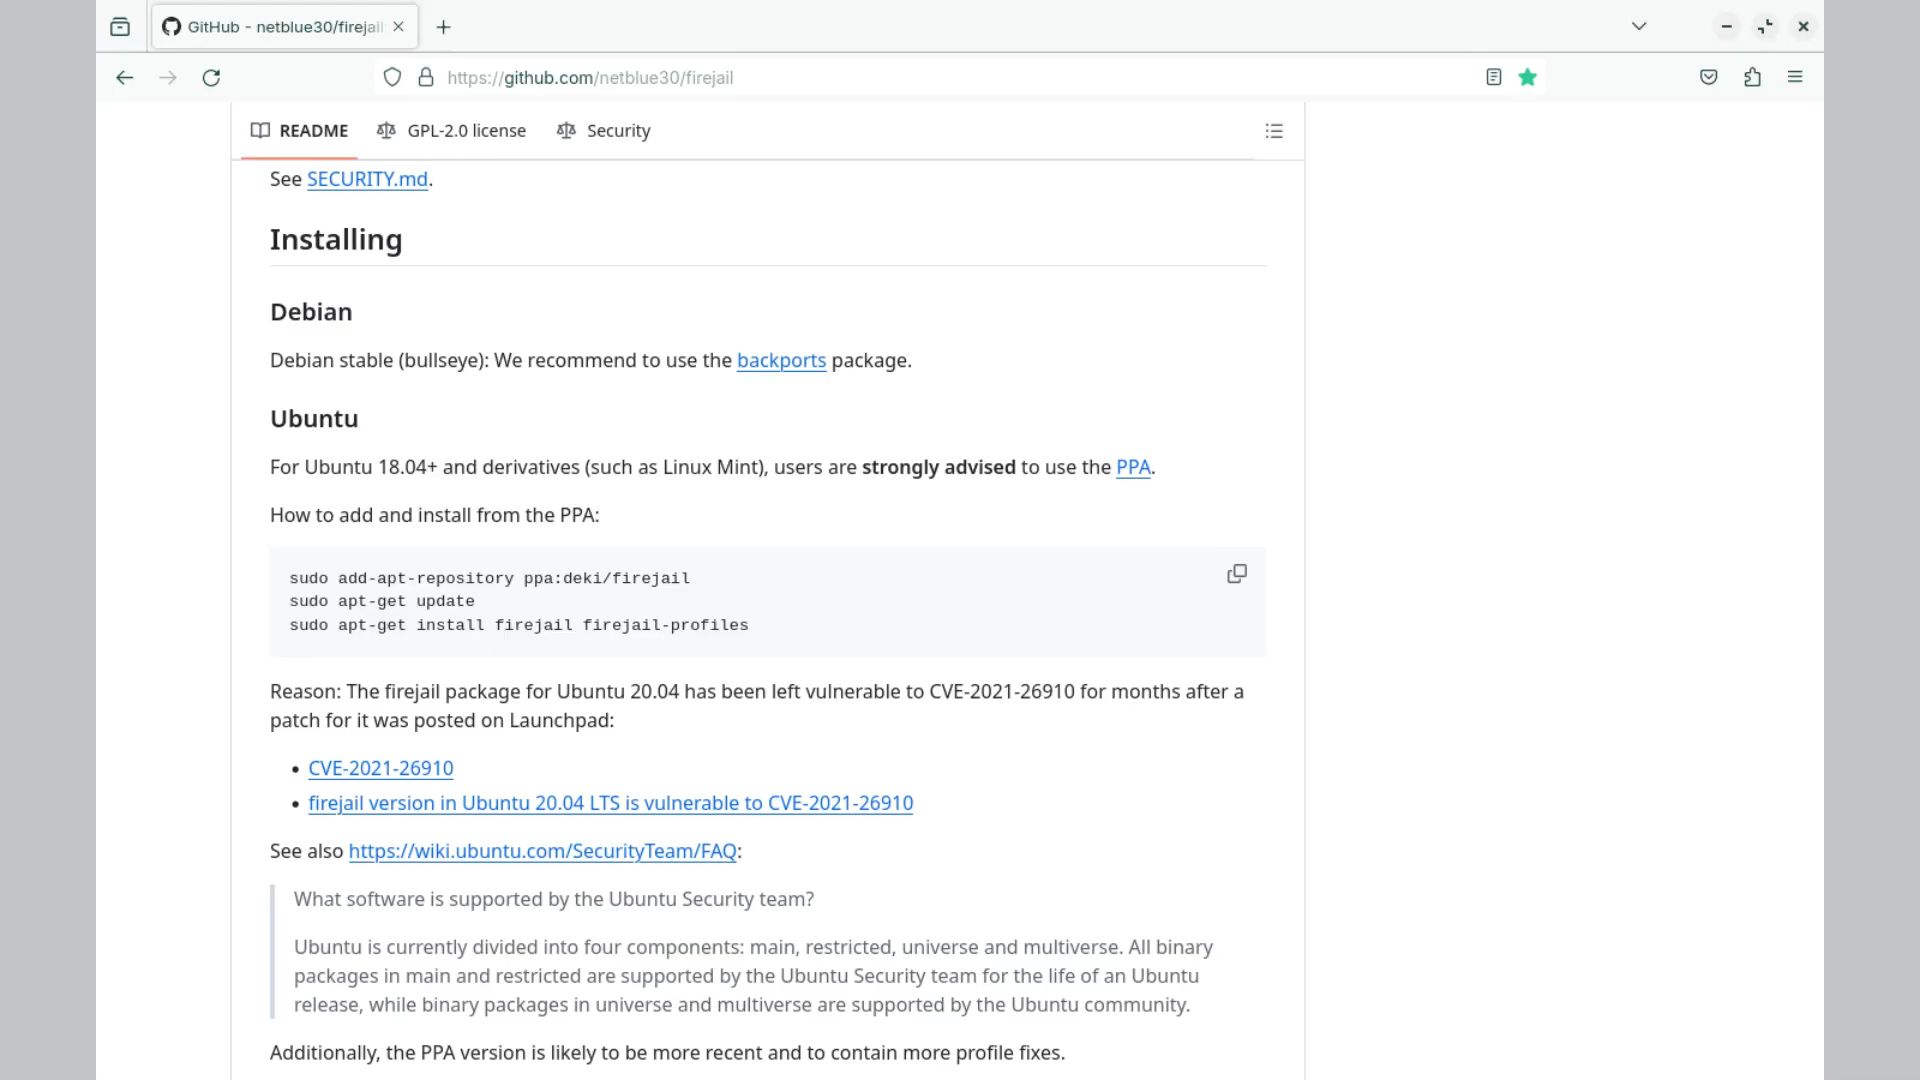 GitHub - netblue30/firejail
https://github.com/netblue30/firejail
README GPL-2.0 license Security
See SECURITY.md.
Installing
Debian
Debian stable (bullseye): We recommend to use the backports package.
Ubuntu
For Ubuntu 18.04+ and derivatives (such as Linux Mint), users are strongly advised to use the PPA.
How to add and install from the PPA:
sudo add-apt-repository ppa:deki/firejail
sudo apt-get update
sudo apt-get install firejail firejail-profiles
Reason: The firejail package for Ubuntu 20.04 has been left vulnerable to CVE-2021-26910 for months after a
patch for it was posted on Launchpad:
• CVE-2021-26910
• firejail version in Ubuntu 20.04 LTS is vulnerable to CVE-2021-26910
See also https://wiki.ubuntu.com/SecurityTeam/FAQ:
What software is supported by the Ubuntu Security team?
Ubuntu is currently divided into four components: main, restricted, universe and multiverse. All binary
packages in main and restricted are supported by the Ubuntu Security team for the life of an Ubuntu
release, while binary packages in universe and multiverse are supported by the Ubuntu community.
Additionally, the PPA version is likely to be more recent and to contain more profile fixes.